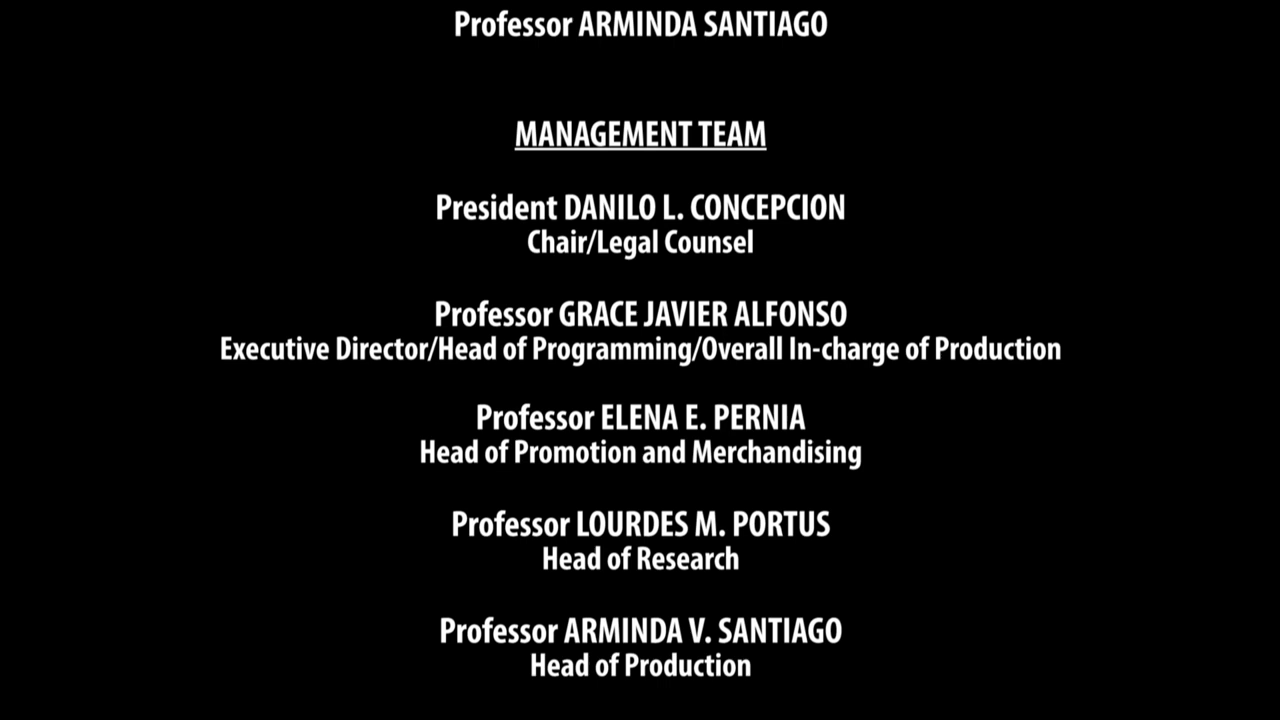 Professor ARMINDA SANTIAGO
MANAGEMENT TEAM
President DANILO L. CONCEPCION
Chair/Legal Counsel
Professor GRACE JAVIER ALFONSO
Executive Director/Head of Programming/Overall In-charge of Production
Professor ELENA E. PERNIA
Head of Promotion and Merchandising
Professor LOURDES M. PORTUS
Head of Research
Professor ARMINDA V. SANTIAGO
Head of Production